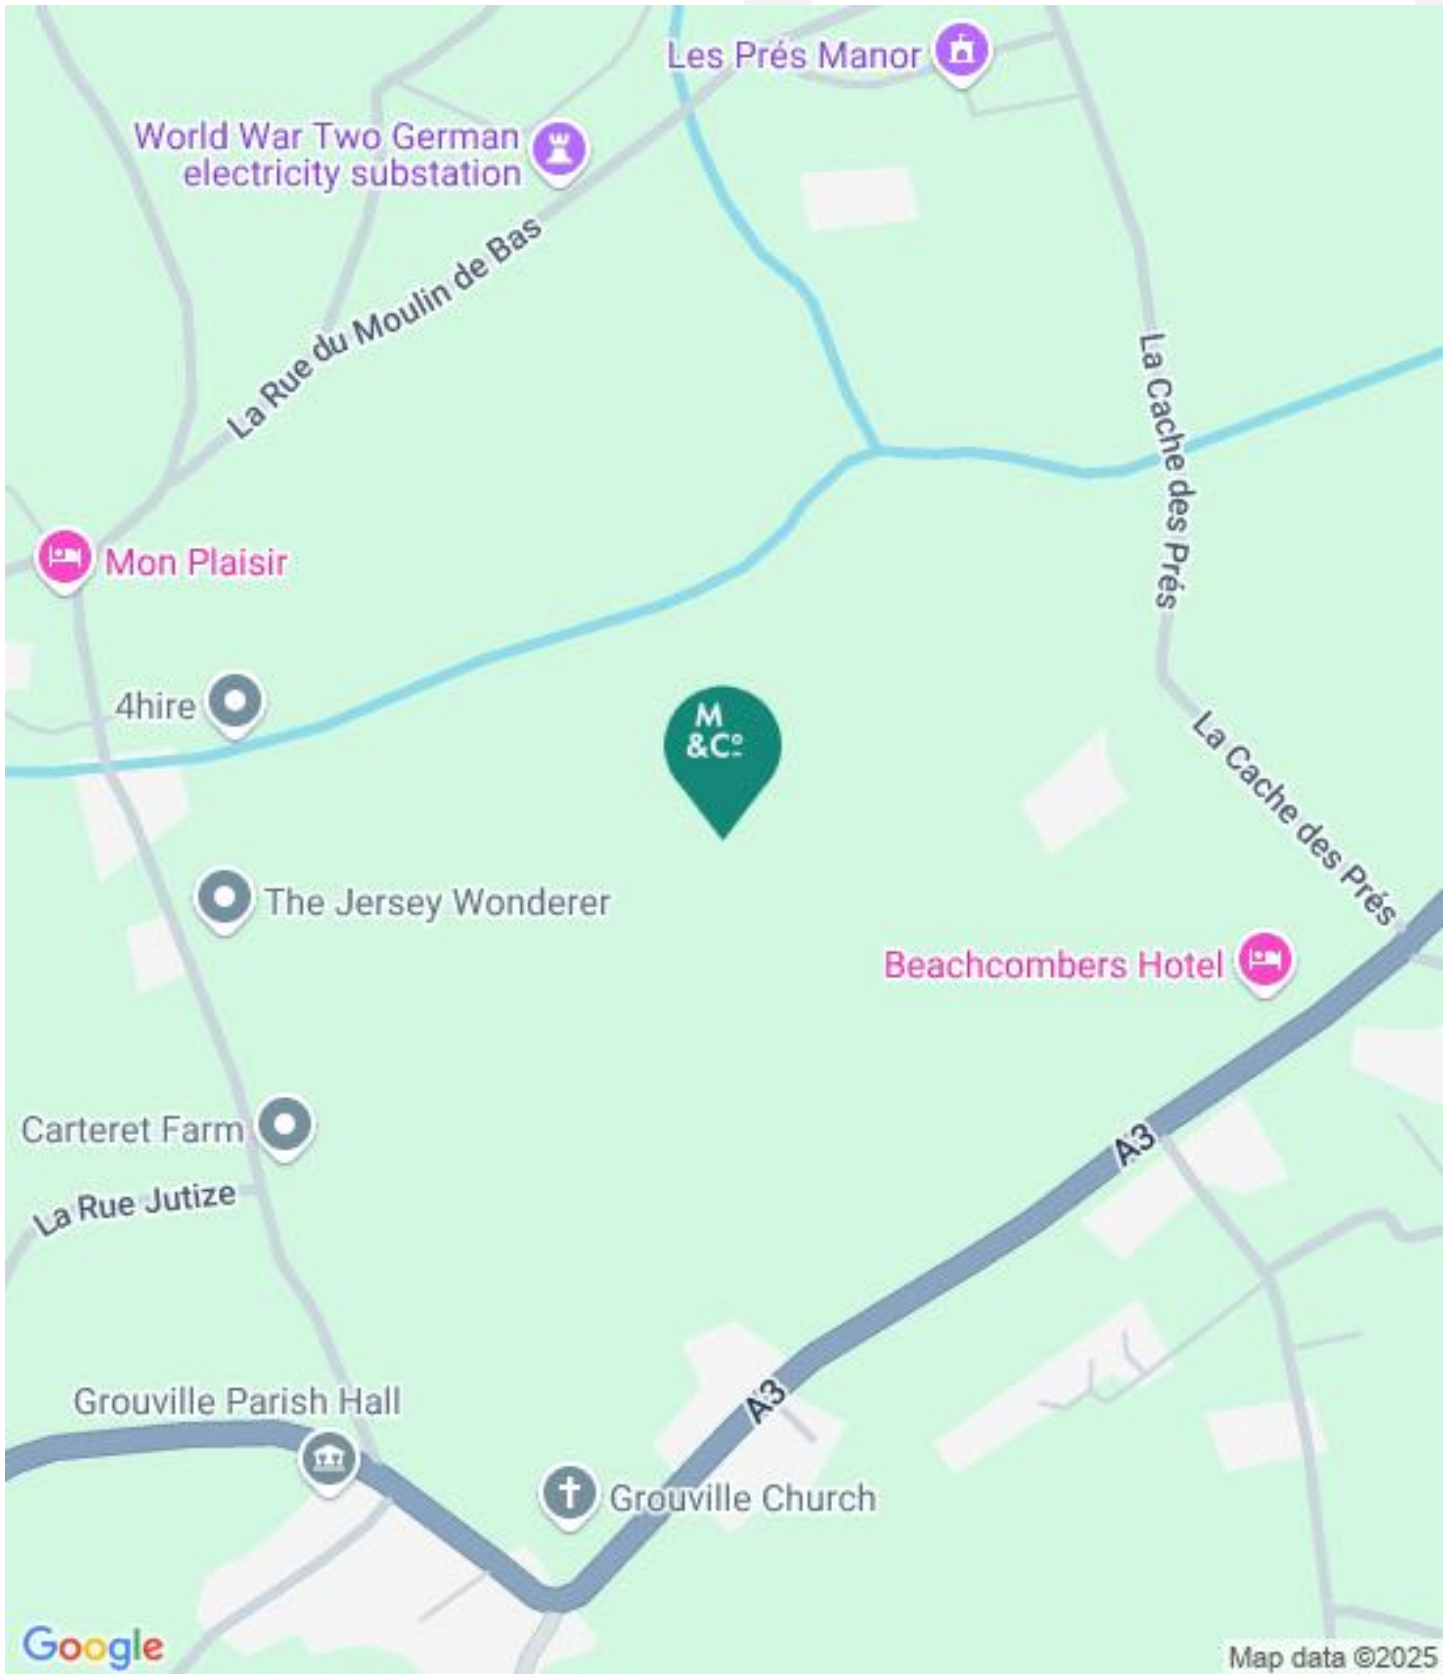 Les Prés Manor
World War Two German
electricity substation
La Rue du Moulin de Bas
La Cache des Prés
Mon Plaisir
4hire
M
&Cº
La Cache des Prés
The Jersey Wonderer
Beachcombers Hotel
Carteret Farm
A3
La Rue Jutize
Grouville Parish Hall
A3
Grouville Church
Google
Map data ©2025